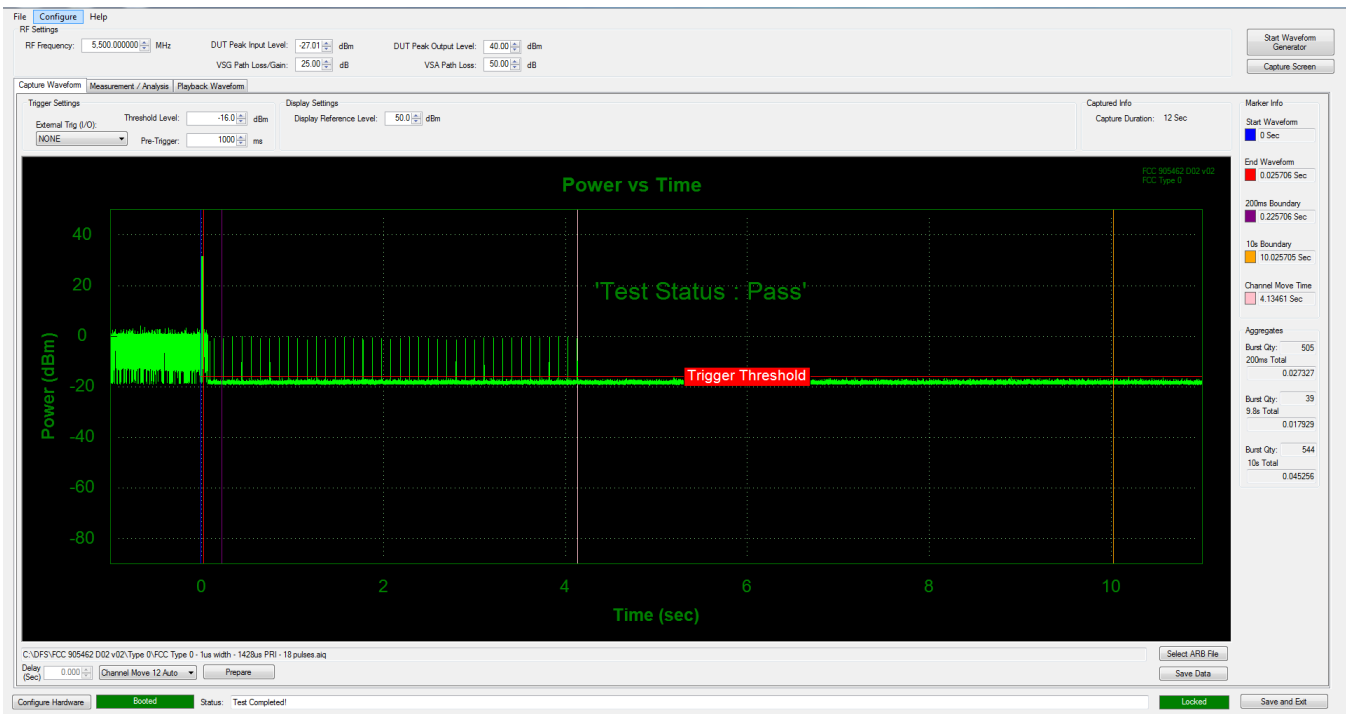 File Configure Help
RF Settings
RF Frequency: 5,500.000000 MHz DUT Peak Input Level: -27.01 dBm DUT Peak Output Level: 40.00 dBm
VSG Path Loss/Gain: 25.00 dB VSA Path Loss: 50.00 dB
Start Waveform Generator
Capture Screen
Capture Waveform Measurement / Analysis Playback Waveform
Trigger Settings
External Trig (I/O):
NONE
Threshold Level: -16.0 dBm
Pre-Trigger: 1000 ms
Display Settings
Display Reference Level: 50.0 dBm
Captured Info
Capture Duration: 12 Sec
Marker Info
Start Waveform
0 Sec
End Waveform
0.025706 Sec
200ms Boundary
0.225706 Sec
10s Boundary
10.025705 Sec
Channel Move Time
4.13461 Sec
Aggregates
Burst Qty: 505
200ms Total
0.027327
Burst Qty: 39
9.8s Total
0.017929
Burst Qty: 544
10s Total
0.045256
Power vs Time
FCC 905462 D02 v02
FCC Type 0
'Test Status : Pass'
Trigger Threshold
Power (dBm)
40
20
0
-20
-40
-60
-80
0 2 4 6 8 10
Time (sec)
C:\DFS\FCC 905462 D02 v02\Type 0\FCC Type 0 - 1us width - 1428us PRI - 18 pulses.aiq
Select ARB File
Delay (Sec) 0.000 Channel Move 12 Auto Prepare
Save Data
Configure Hardware Booted Status: Test Completed! Locked Save and Exit